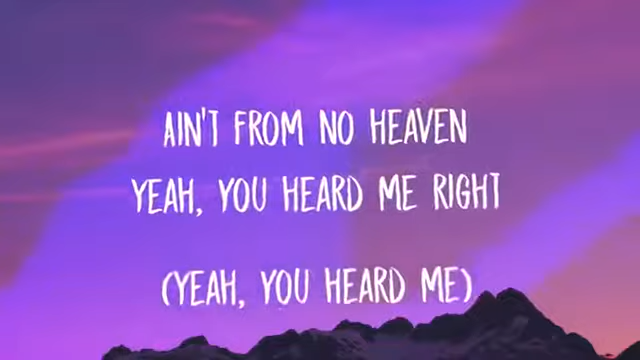 AIN'T FROM NO HEAVEN
YEAH, YOU HEARD ME RIGHT
(YEAH, YOU HEARD ME)